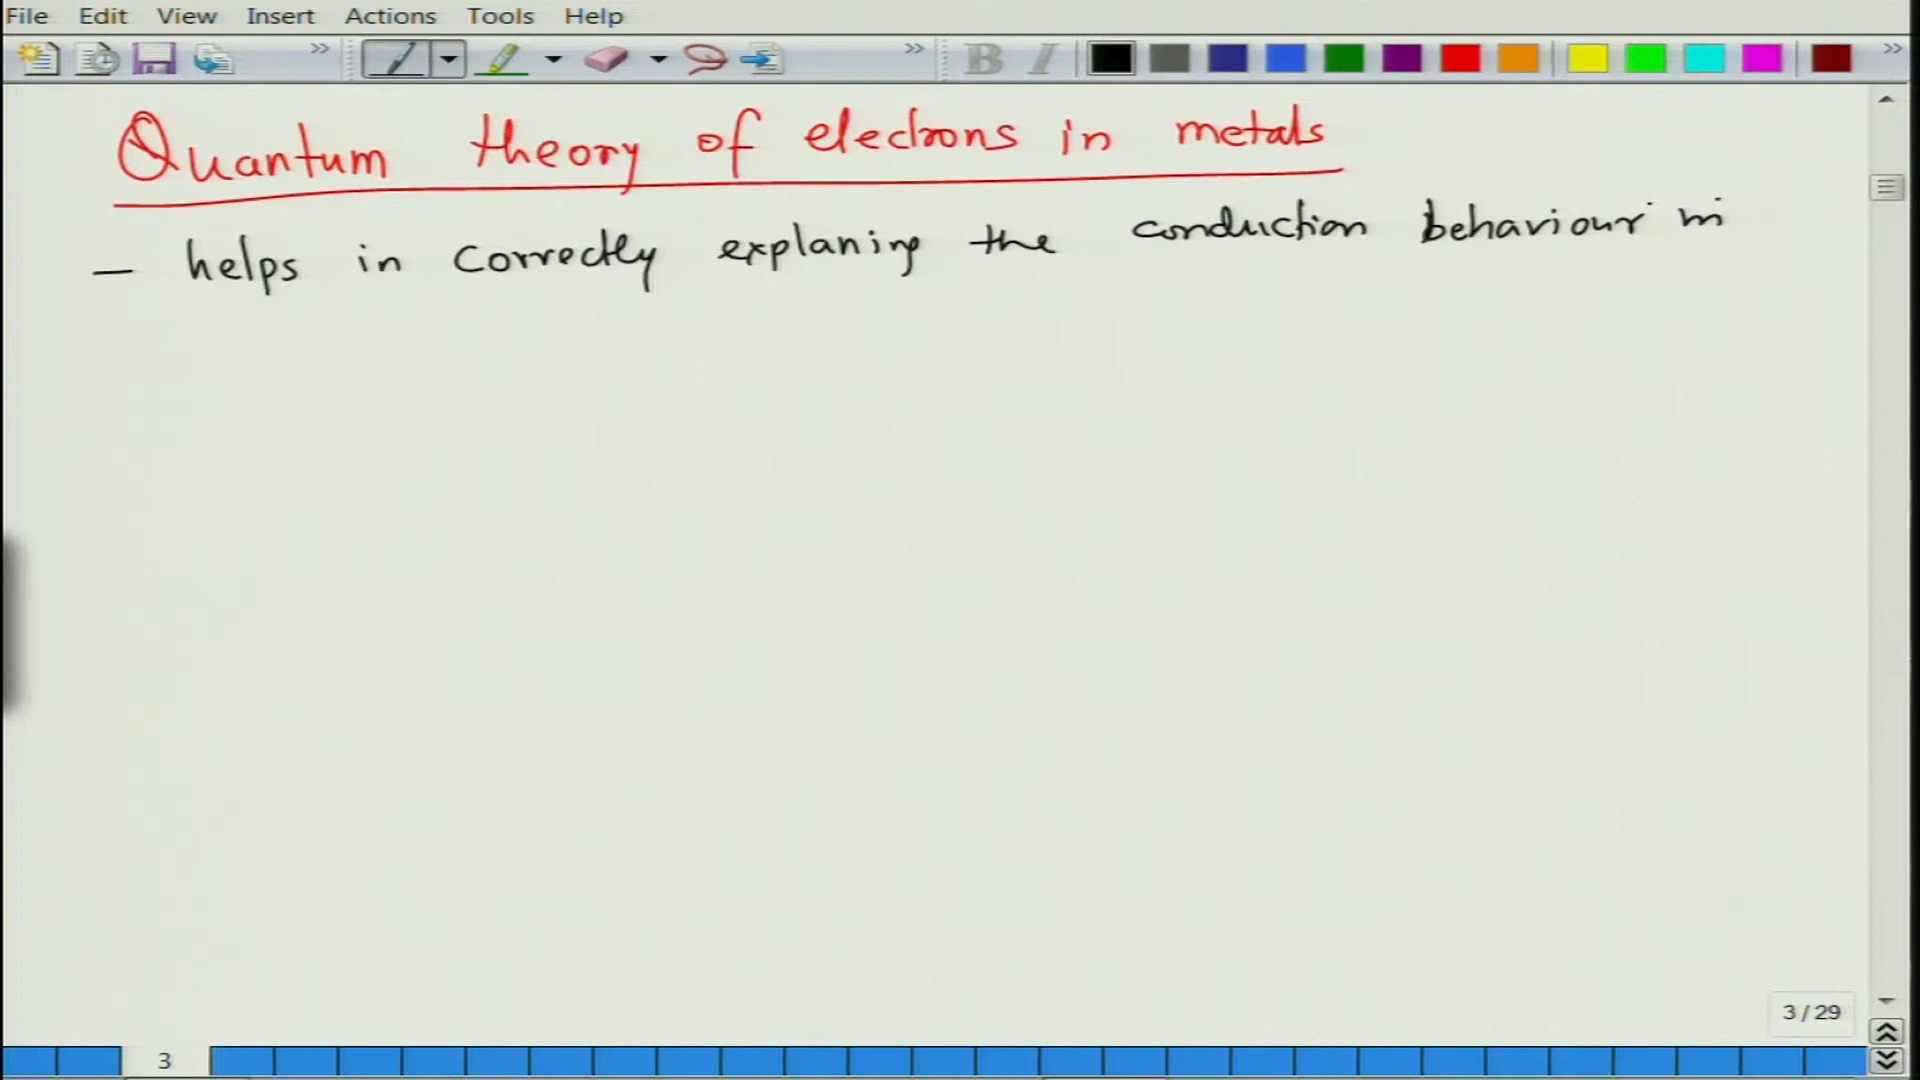 File Edit View Insert Actions Tools Help
B I
Quantum theory of electrons in metals
— helps in correctly explaning the conduction behaviour in
3 / 29
3